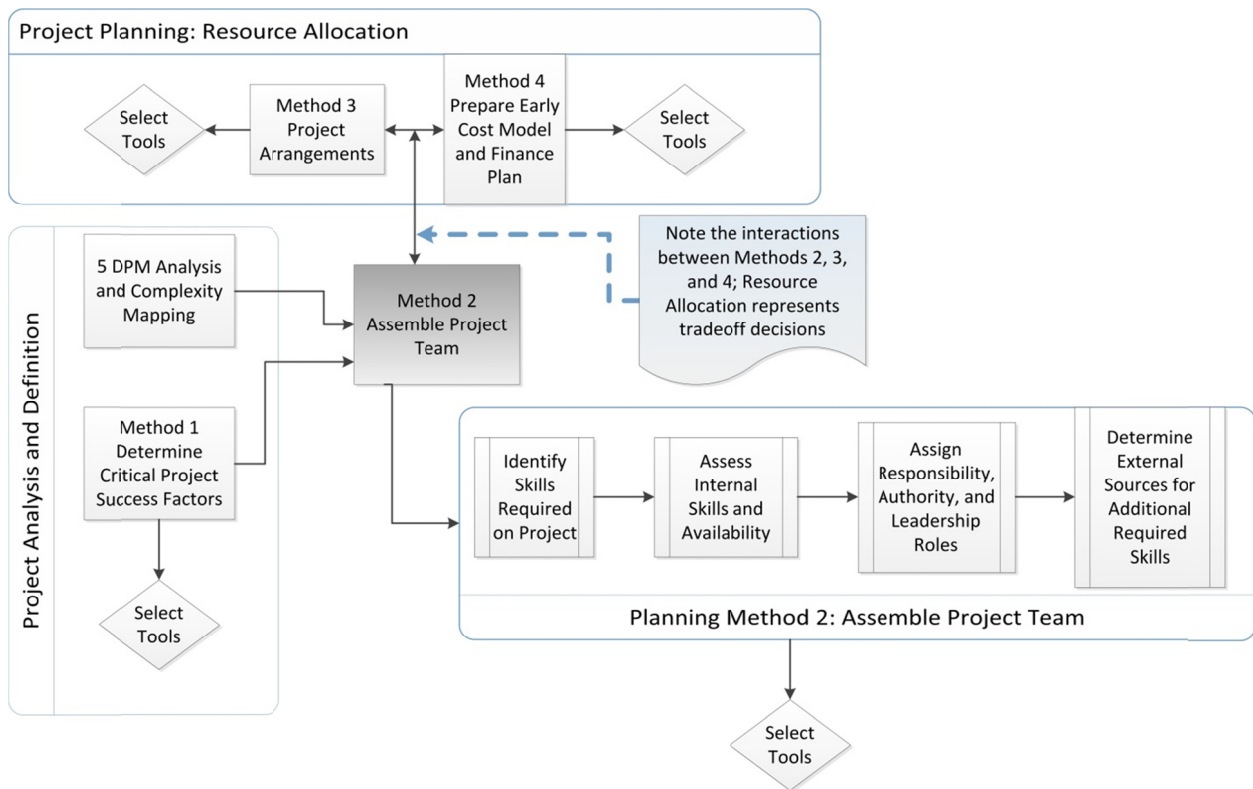 Project Planning: Resource Allocation
Select
Tools
Method 3
Project
Arrangements
Method 4
Prepare Early
Cost Model
and Finance
Plan
Select
Tools
Project Analysis and Definition
5 DPM Analysis
and Complexity
Mapping
Method 2
Assemble Project
Team
Note the interactions
between Methods 2, 3,
and 4; Resource
Allocation represents
tradeoff decisions
Method 1
Determine
Critical Project
Success Factors
Select
Tools
Identify
Skills
Required
on Project
Assess
Internal
Skills and
Availability
Assign
Responsibility,
Authority, and
Leadership
Roles
Determine
External
Sources for
Additional
Required
Skills
Planning Method 2: Assemble Project Team
Select
Tools